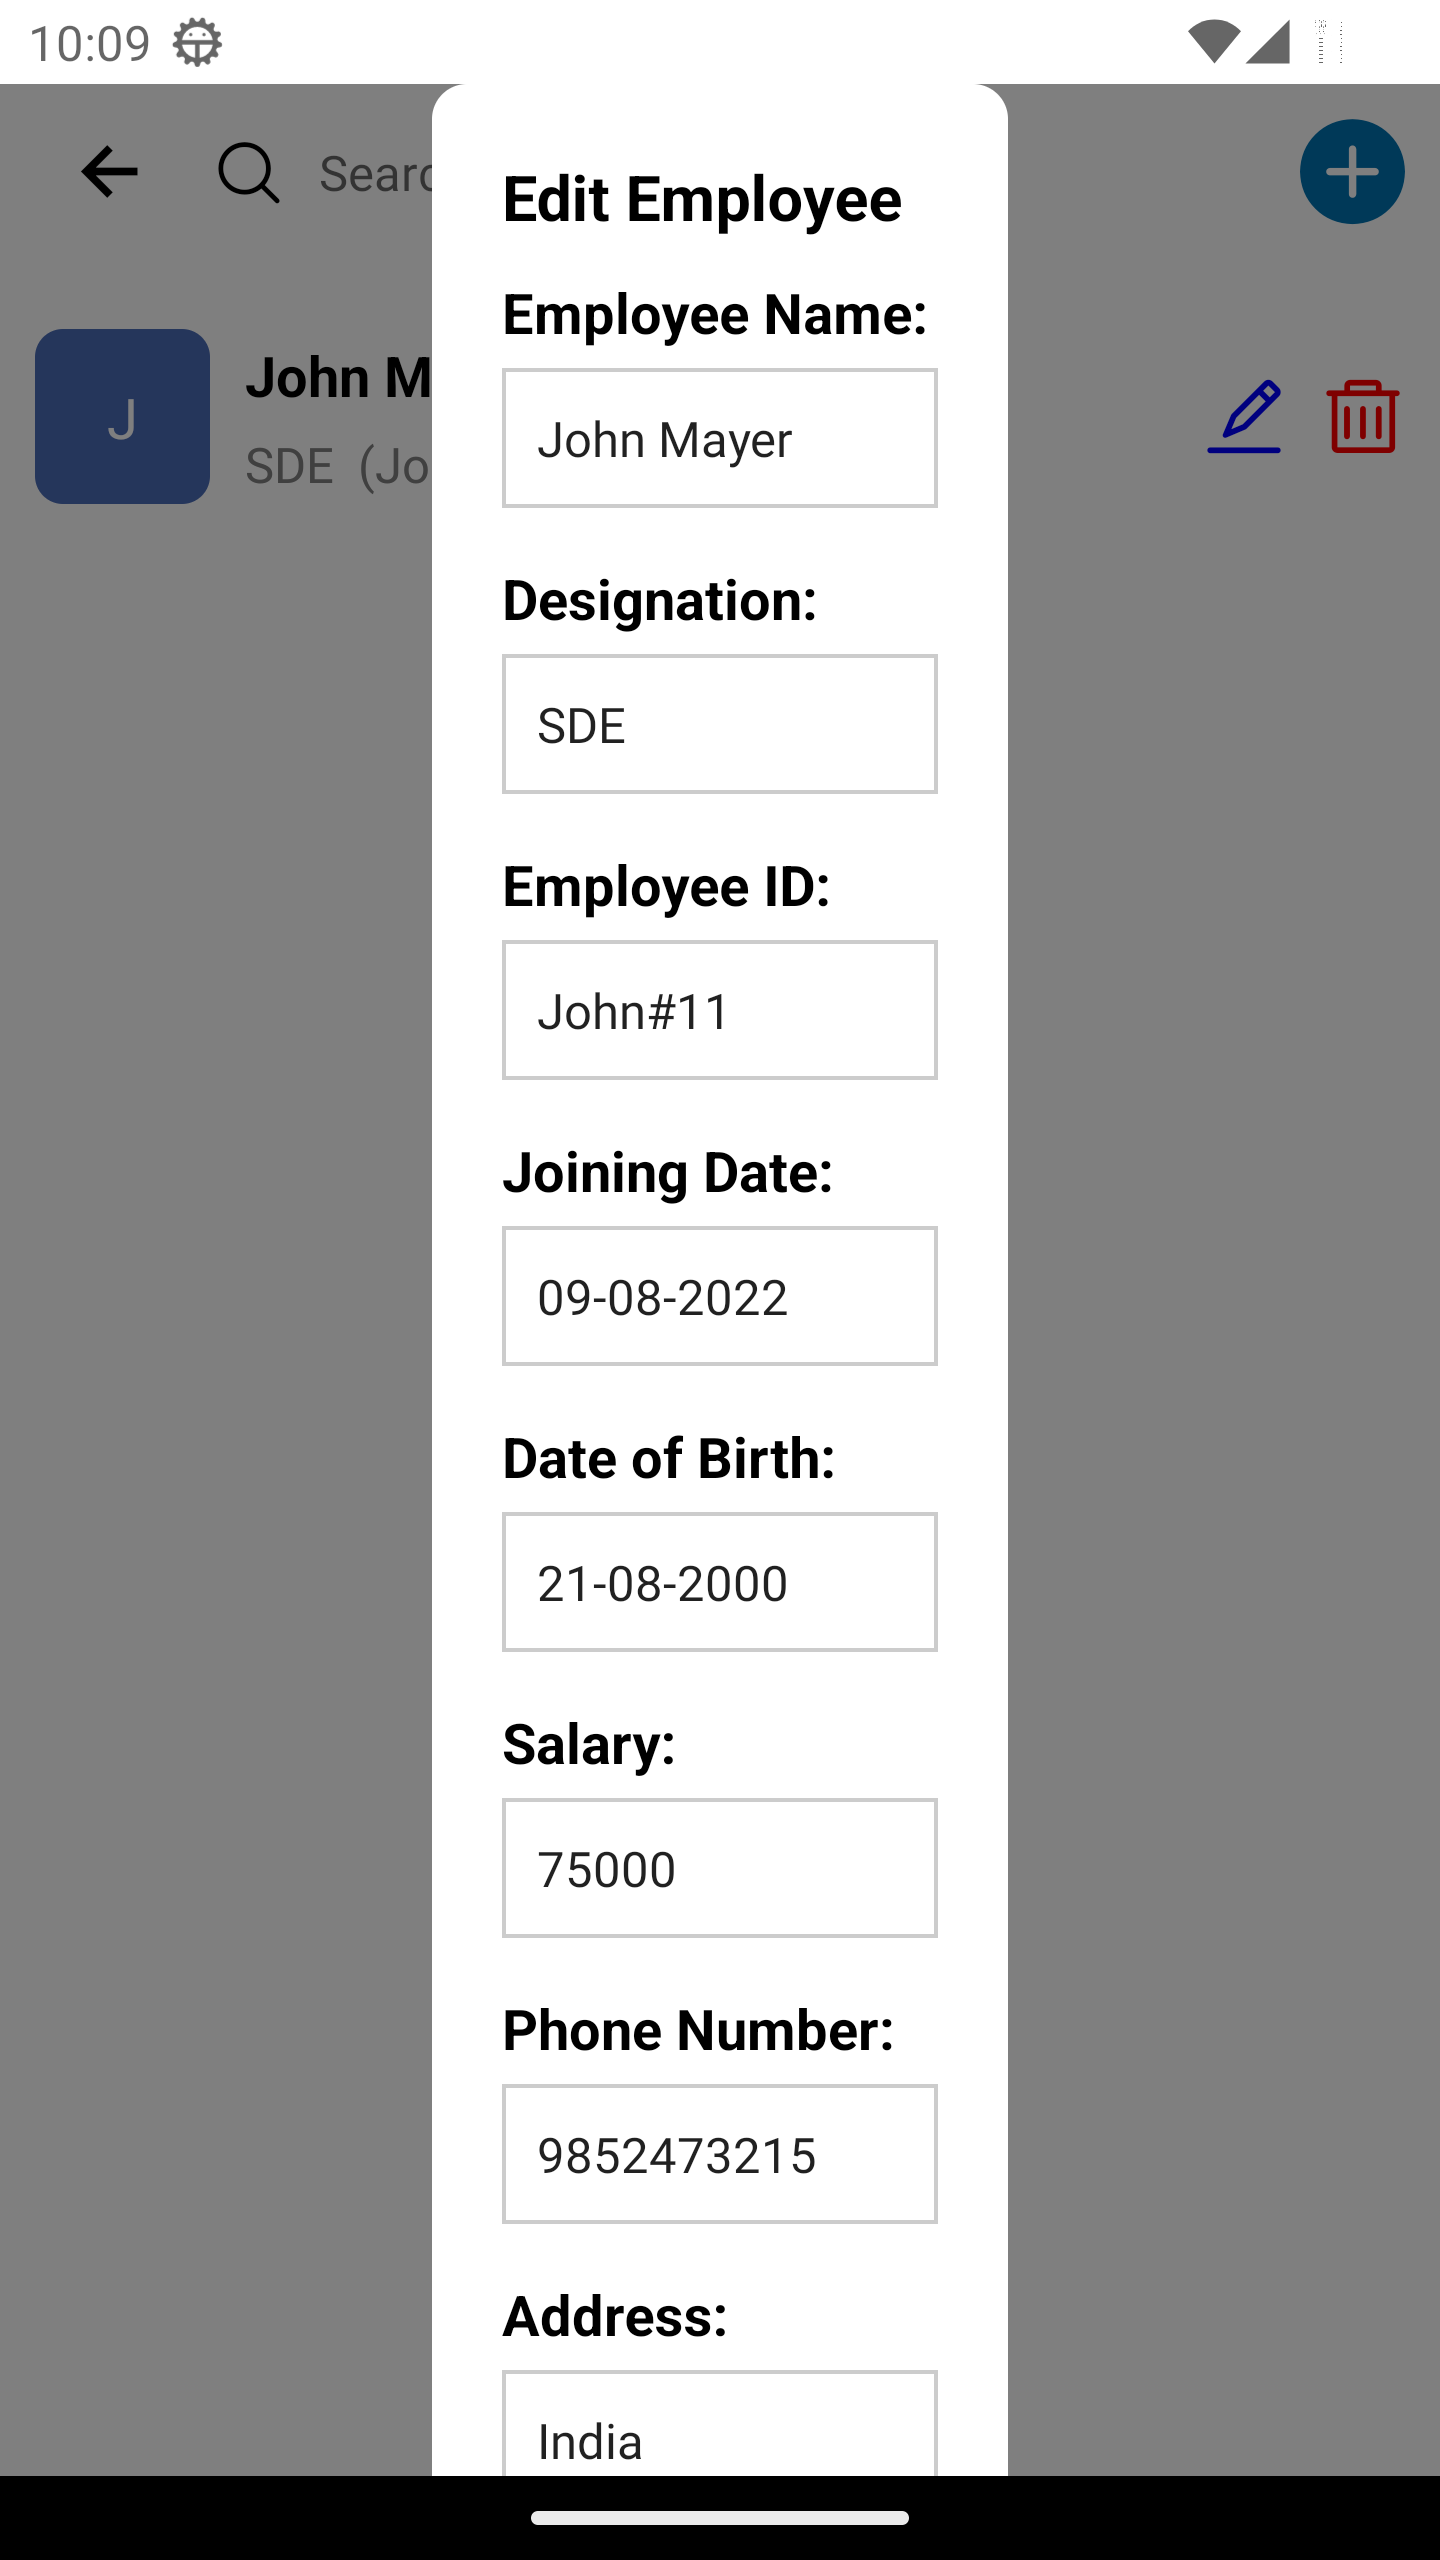 10:09
Searc
Edit Employee
Employee Name:
J
John M
John Mayer
SDE (Jo
Designation:
SDE
Employee ID:
John#11
Joining Date:
09-08-2022
Date of Birth:
21-08-2000
Salary:
75000
Phone Number:
9852473215
Address:
India